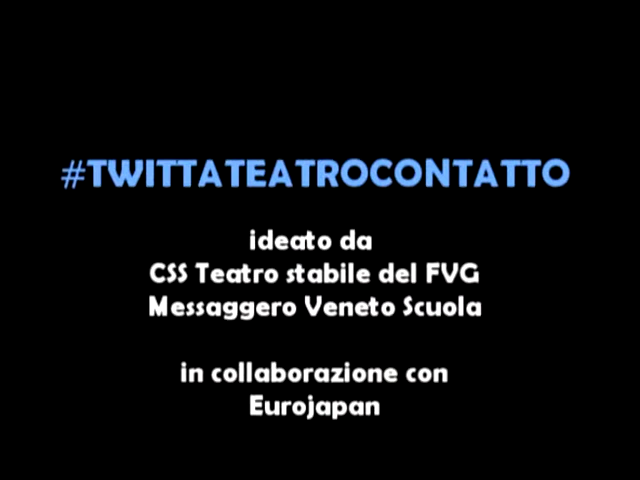 #TWITTATEATROCONTATTO
ideato da
CSS Teatro stabile del FVG
Messaggero Veneto Scuola
in collaborazione con
Eurojapan